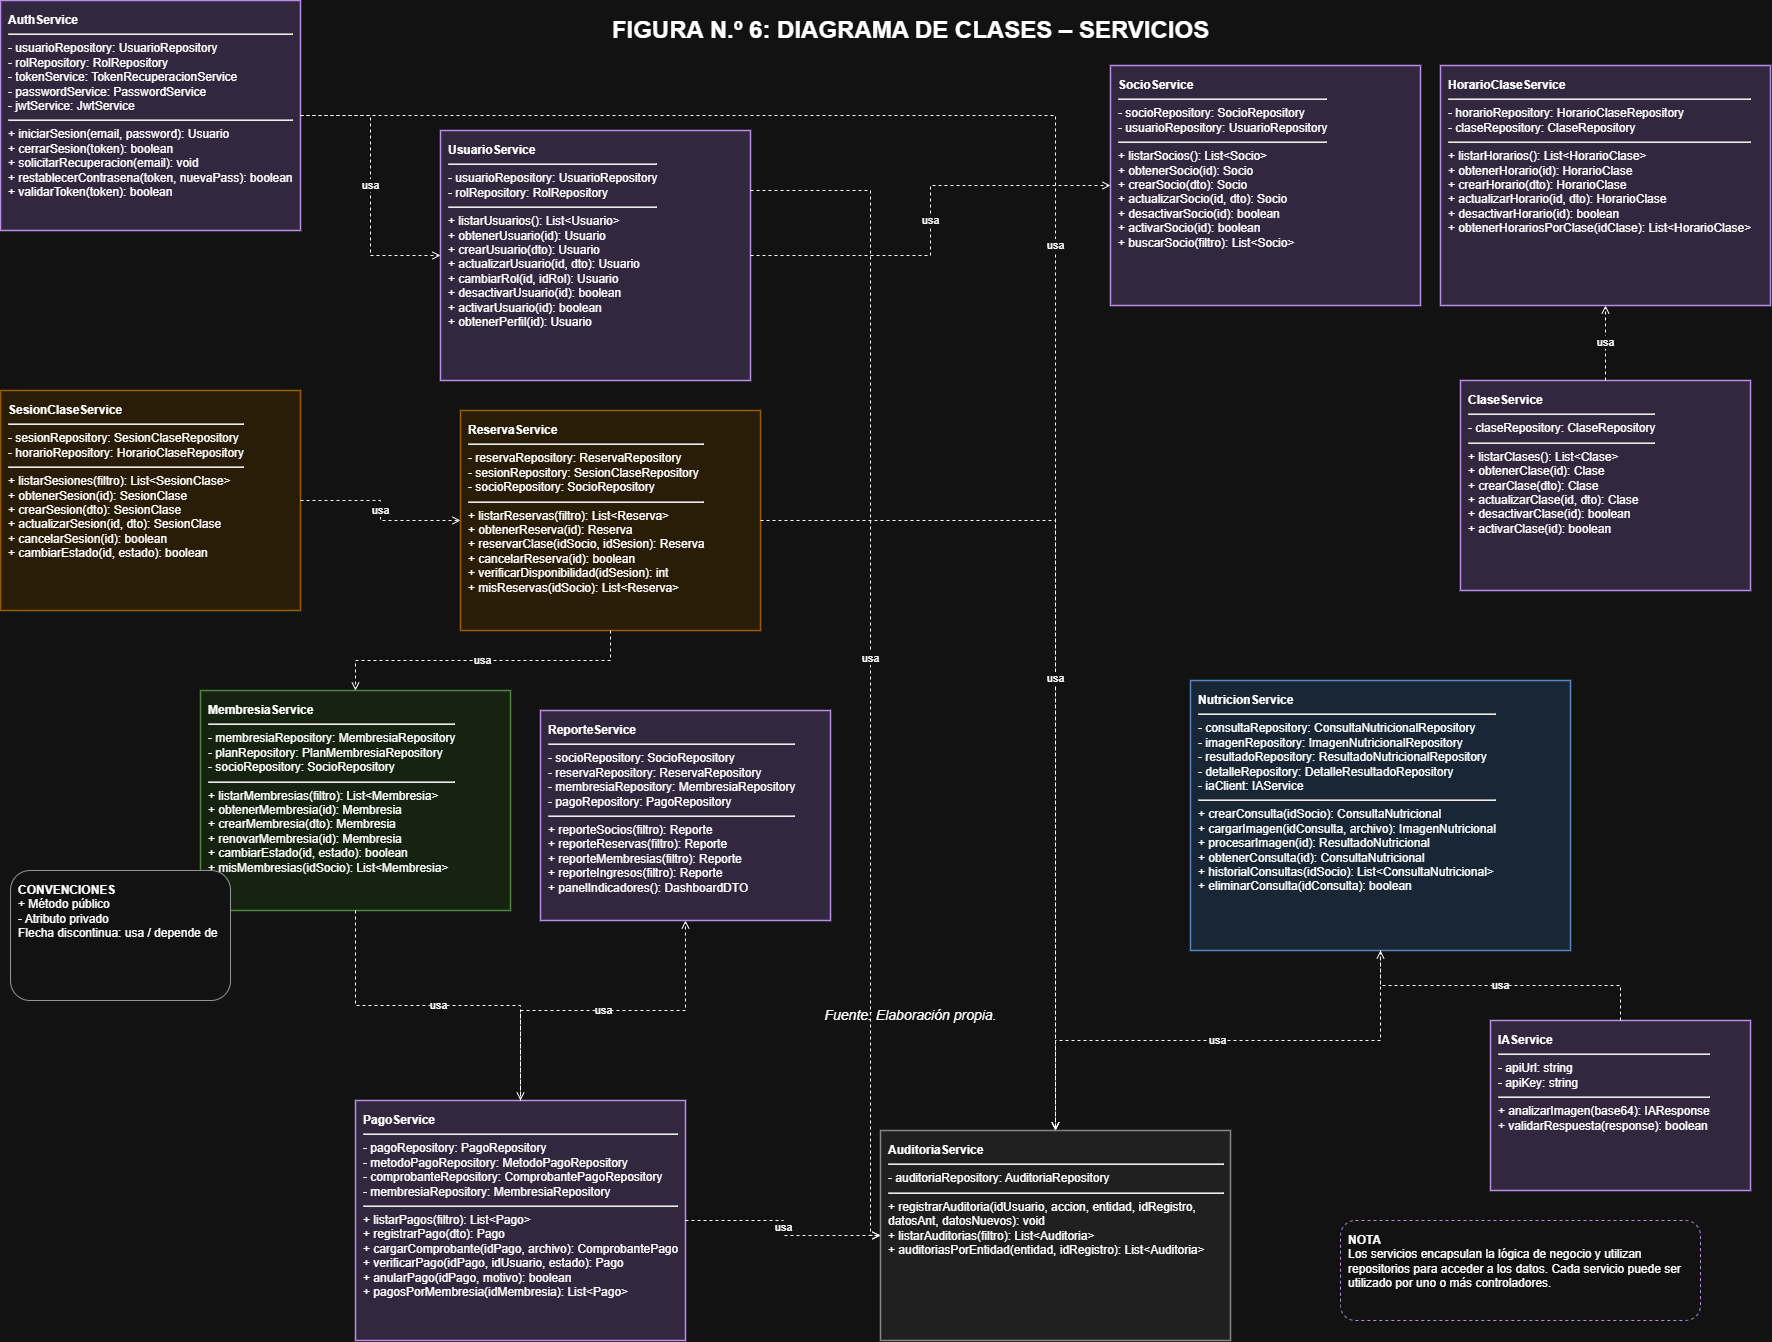 FIGURA N.º 6: DIAGRAMA DE CLASES – SERVICIOS
AuthService
- usuarioRepository: UsuarioRepository
- rolRepository: RolRepository
- tokenService: TokenRecuperacionService
- passwordService: PasswordService
- jwtService: JwtService
+ iniciarSesion(email, password): Usuario
+ cerrarSesion(token): boolean
+ solicitarRecuperacion(email): void
+ restablecerContrasena(token, nuevaPass): boolean
+ validarToken(token): boolean
usa
UsuarioService
- usuarioRepository: UsuarioRepository
- rolRepository: RolRepository
+ listarUsuarios(): List<Usuario>
+ obtenerUsuario(id): Usuario
+ crearUsuario(dto): Usuario
+ actualizarUsuario(id, dto): Usuario
+ cambiarRol(id, idRol): Usuario
+ desactivarUsuario(id): boolean
+ activarUsuario(id): boolean
+ obtenerPerfil(id): Usuario
usa
usa
SocioService
- socioRepository: SocioRepository
- usuarioRepository: UsuarioRepository
+ listarSocios(): List<Socio>
+ obtenerSocio(id): Socio
+ crearSocio(dto): Socio
+ actualizarSocio(id, dto): Socio
+ desactivarSocio(id): boolean
+ activarSocio(id): boolean
+ buscarSocio(filtro): List<Socio>
HorarioClaseService
- horarioRepository: HorarioClaseRepository
- claseRepository: ClaseRepository
+ listarHorarios(): List<HorarioClase>
+ obtenerHorario(id): HorarioClase
+ crearHorario(dto): HorarioClase
+ actualizarHorario(id, dto): HorarioClase
+ desactivarHorario(id): boolean
+ obtenerHorariosPorClase(idClase): List<HorarioClase>
usa
ClaseService
- claseRepository: ClaseRepository
+ listarClases(): List<Clase>
+ obtenerClase(id): Clase
+ crearClase(dto): Clase
+ actualizarClase(id, dto): Clase
+ desactivarClase(id): boolean
+ activarClase(id): boolean
SesionClaseService
- sesionRepository: SesionClaseRepository
- horarioRepository: HorarioClaseRepository
+ listarSesiones(filtro): List<SesionClase>
+ obtenerSesion(id): SesionClase
+ crearSesion(dto): SesionClase
+ actualizarSesion(id, dto): SesionClase
+ cancelarSesion(id): boolean
+ cambiarEstado(id, estado): boolean
usa
ReservaService
- reservaRepository: ReservaRepository
- sesionRepository: SesionClaseRepository
- socioRepository: SocioRepository
+ listarReservas(filtro): List<Reserva>
+ obtenerReserva(id): Reserva
+ reservarClase(idSocio, idSesion): Reserva
+ cancelarReserva(id): boolean
+ verificarDisponibilidad(idSesion): int
+ misReservas(idSocio): List<Reserva>
usa
usa
usa
MembresiaService
- membresiaRepository: MembresiaRepository
- planRepository: PlanMembresiaRepository
- socioRepository: SocioRepository
+ listarMembresias(filtro): List<Membresia>
+ obtenerMembresia(id): Membresia
+ crearMembresia(dto): Membresia
+ renovarMembresia(id): Membresia
+ cambiarEstado(id, estado): boolean
+ misMembresias(idSocio): List<Membresia>
ReporteService
- socioRepository: SocioRepository
- reservaRepository: ReservaRepository
- membresiaRepository: MembresiaRepository
- pagoRepository: PagoRepository
+ reporteSocios(filtro): Reporte
+ reporteReservas(filtro): Reporte
+ reporteMembresias(filtro): Reporte
+ reporteIngresos(filtro): Reporte
+ panelIndicadores(): DashboardDTO
NutricionService
- consultaRepository: ConsultaNutricionalRepository
- imagenRepository: ImagenNutricionalRepository
- resultadoRepository: ResultadoNutricionalRepository
- detalleRepository: DetalleResultadoRepository
- iaClient: IAService
+ crearConsulta(idSocio): ConsultaNutricional
+ cargarImagen(idConsulta, archivo): ImagenNutricional
+ procesarImagen(id): ResultadoNutricional
+ obtenerConsulta(id): ConsultaNutricional
+ historialConsultas(idSocio): List<ConsultaNutricional>
+ eliminarConsulta(idConsulta): boolean
CONVENCIONES
+ Método público
- Atributo privado
Flecha discontinua: usa / depende de
usa
usa
Fuente: Elaboración propia.
usa
usa
IAService
- apiUrl: string
- apiKey: string
+ analizarImagen(base64): IAResponse
+ validarRespuesta(response): boolean
PagoService
- pagoRepository: PagoRepository
- metodoPagoRepository: MetodoPagoRepository
- comprobanteRepository: ComprobantePagoRepository
- membresiaRepository: MembresiaRepository
+ listarPagos(filtro): List<Pago>
+ registrarPago(dto): Pago
+ cargarComprobante(idPago, archivo): ComprobantePago
+ verificarPago(idPago, idUsuario, estado): Pago
+ anularPago(idPago, motivo): boolean
+ pagosPorMembresia(idMembresia): List<Pago>
usa
AuditoriaService
- auditoriaRepository: AuditoriaRepository
+ registrarAuditoria(idUsuario, accion, entidad, idRegistro,
datosAnt, datosNuevos): void
+ listarAuditorias(filtro): List<Auditoria>
+ auditoriasPorEntidad(entidad, idRegistro): List<Auditoria>
NOTA
Los servicios encapsulan la lógica de negocio y utilizan
repositorios para acceder a los datos. Cada servicio puede ser
utilizado por uno o más controladores.